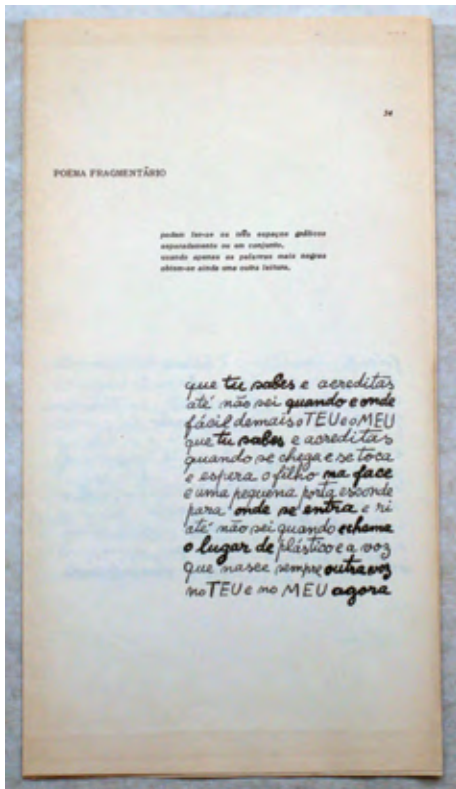 34
POEMA FRAGMENTÁRIO
podem ler-se os três espaços gráficos
separadamente ou em conjunto,
usando apenas as palavras mais negras
obtem-se ainda uma outra leitura.
que tu sabes e acreditas
até não sei quando e onde
fácil demais o TEU e o MEU
que tu sabes e acreditas
quando se chega e se toca
e espera o filho na face
e uma pequena porta esconde
para onde se entra e ri
até não sei quando e chama
o lugar de plástico e a voz
que nasce sempre outra voz
no TEU e no MEU agora